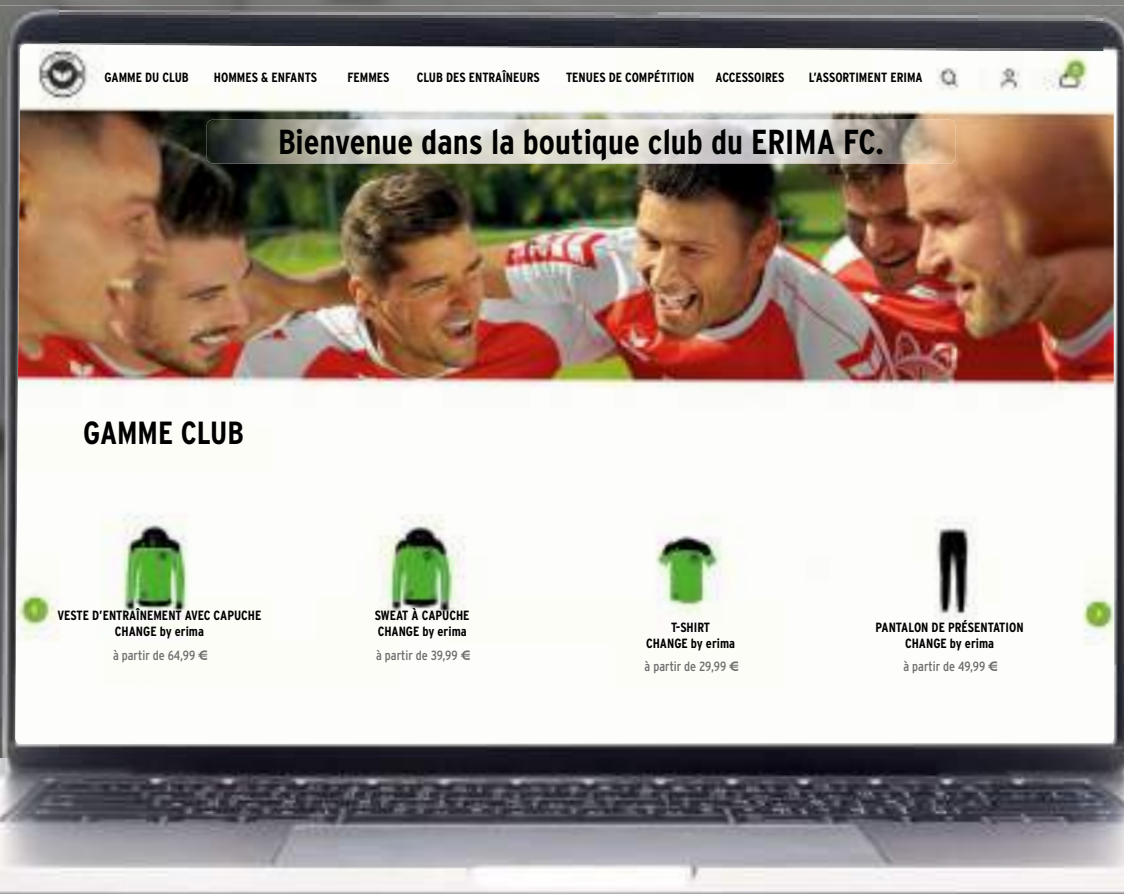 GAMME DU CLUB HOMMES & ENFANTS FEMMES CLUB DES ENTRAÎNEURS TENUES DE COMPÉTITION ACCESSOIRES L'ASSORTIMENT ERIMA
Bienvenue dans la boutique club du ERIMA FC.
GAMME CLUB
VESTE D'ENTRAÎNEMENT AVEC CAPUCHE
CHANGE by erima
à partir de 64,99 €
SWEAT À CAPUCHE
CHANGE by erima
à partir de 39,99 €
T-SHIRT
CHANGE by erima
à partir de 29,99 €
PANTALON DE PRÉSENTATION
CHANGE by erima
à partir de 49,99 €